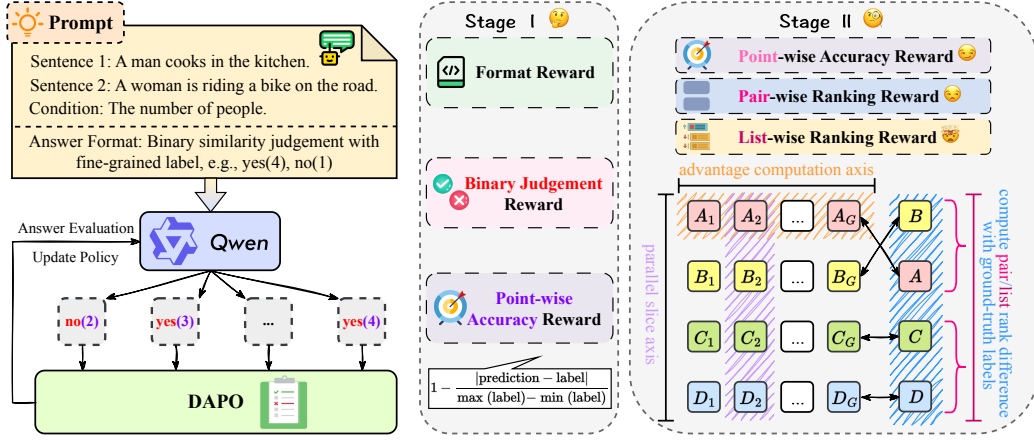 Prompt
Sentence 1: A man cooks in the kitchen.
Sentence 2: A woman is riding a bike on the road.
Condition: The number of people.
Answer Format: Binary similarity judgement with
fine-grained label, e.g., yes(4), no(1)
Qwen
Answer Evaluation
Update Policy
no(2)
yes(3)
...
yes(4)
DAPO
Stage I
Format Reward
Binary Judgement
Reward
Point-wise
Accuracy Reward
1 − |prediction − label| / max (label) − min (label)
Stage II
Point-wise Accuracy Reward
Pair-wise Ranking Reward
List-wise Ranking Reward
advantage computation axis
parallel slice axis
A1 A2 ... AG B
B1 B2 BG A
C1 C2 CG C
D1 D2 ... DG D
compute pair/list rank difference
with ground-truth labels